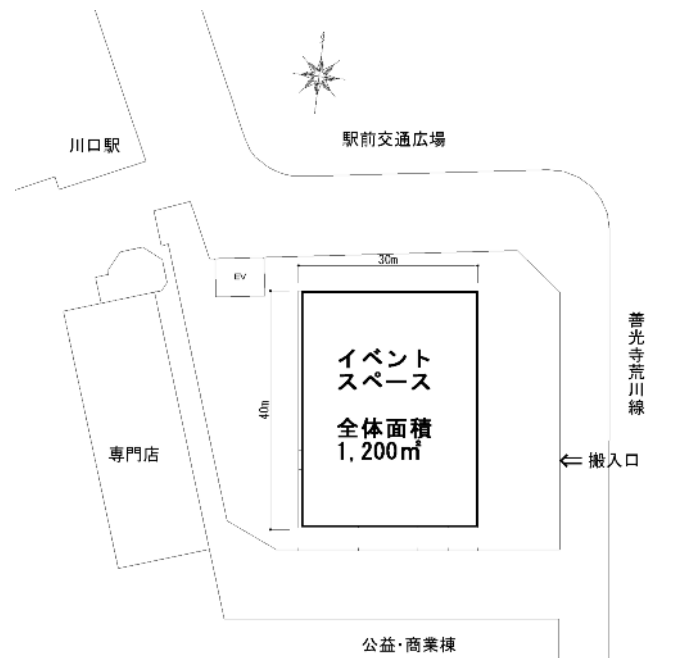 川口駅
駅前交通広場
EV
30m
40m
イベント
スペース
全体面積
1,200㎡
善光寺荒川線
専門店
⇐ 搬入口
公益・商業棟